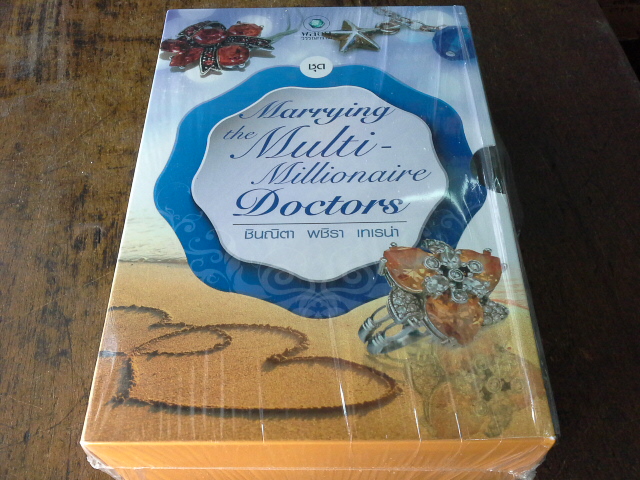 ชุด
Marrying
the Multi-
Millionaire
Doctors
ชินณิตา พชิรา เทเรน่า